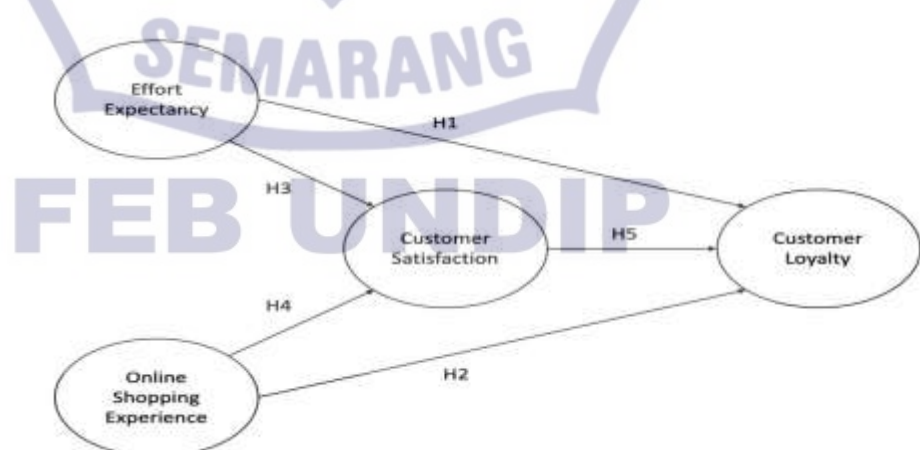 SEMARANG
Effort
Expectancy
H1
FEB UNDIP
H3
Customer
Satisfaction
H5
Customer
Loyalty
H4
Online
Shopping
Experience
H2